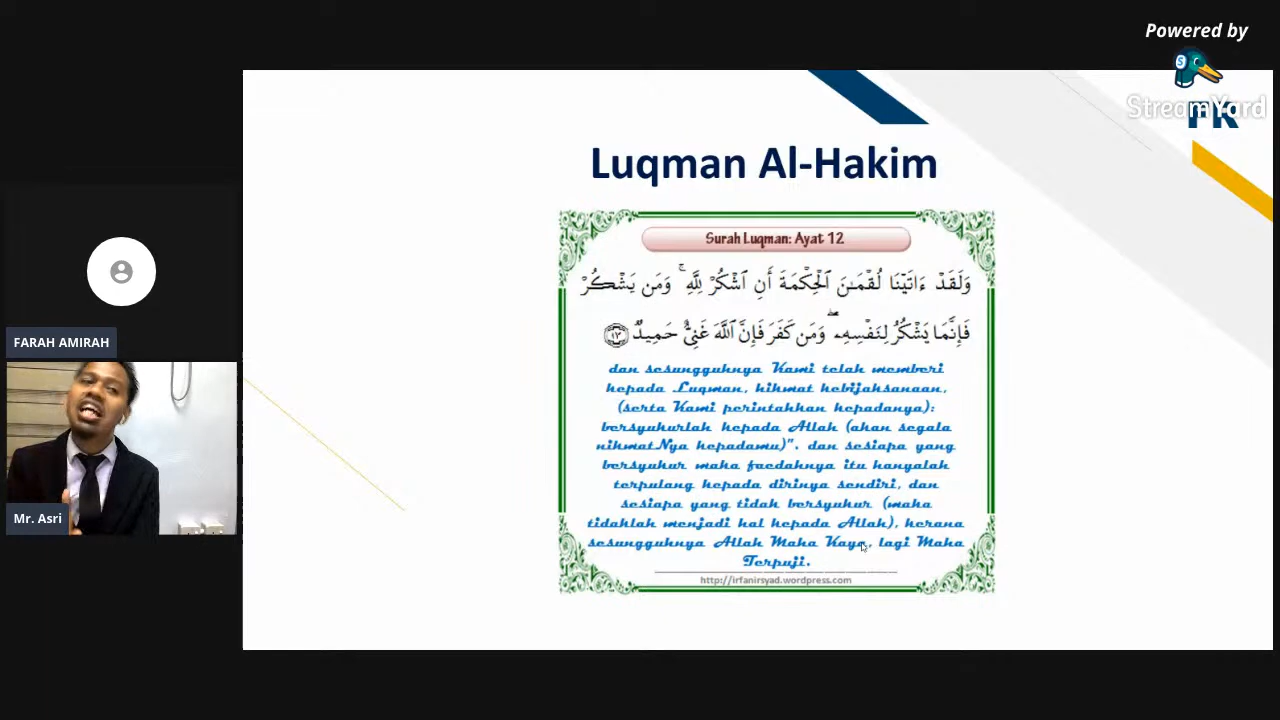 Powered by
StreamYard
FK
Luqman Al-Hakim
Surah Luqman: Ayat 12
وَلَقَدْ ءَاتَيْنَا لُقْمَـٰنَ ٱلْحِكْمَةَ أَنِ ٱشْكُرْ لِلَّهِ ۚ وَمَن يَشْكُرْ
فَإِنَّمَا يَشْكُرُ لِنَفْسِهِۦ ۖ وَمَن كَفَرَ فَإِنَّ ٱللَّهَ غَنِىٌّ حَمِيدٌ ١٢
dan sesungguhnya Kami telah memberi
kepada Luqman, hikmat kebijaksanaan,
(serta Kami perintahkan kepadanya):
bersyukurlah kepada Allah (akan segala
nikmatNya kepadamu)". dan sesiapa yang
bersyukur maka faedahnya itu hanyalah
terpulang kepada dirinya sendiri, dan
sesiapa yang tidak bersyukur (maka
tidaklah menjadi hal kepada Allah), kerana
sesungguhnya Allah Maha Kaya, lagi Maha
Terpuji.
http://irfanirsyad.wordpress.com
FARAH AMIRAH
Mr. Asri